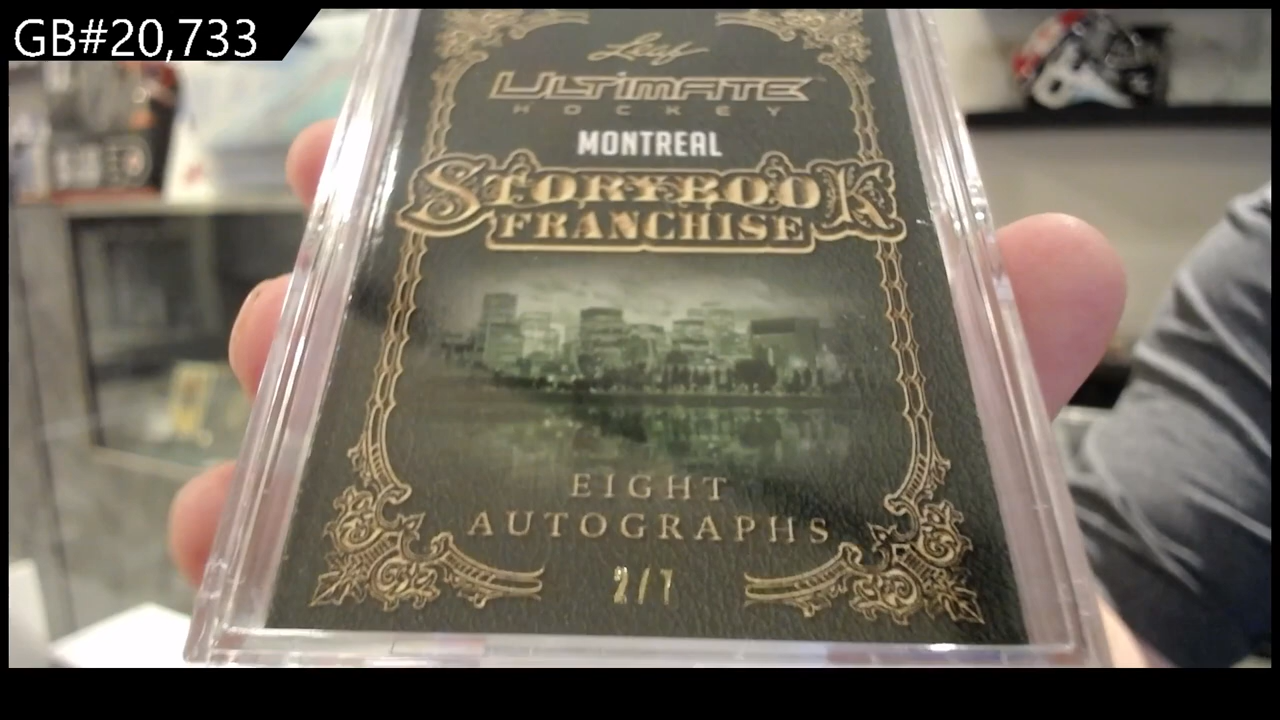 GB#20,733
Leaf
ULTIMATE
HOCKEY
MONTREAL
STORYBOOK
FRANCHISE
EIGHT
AUTOGRAPHS
2/7